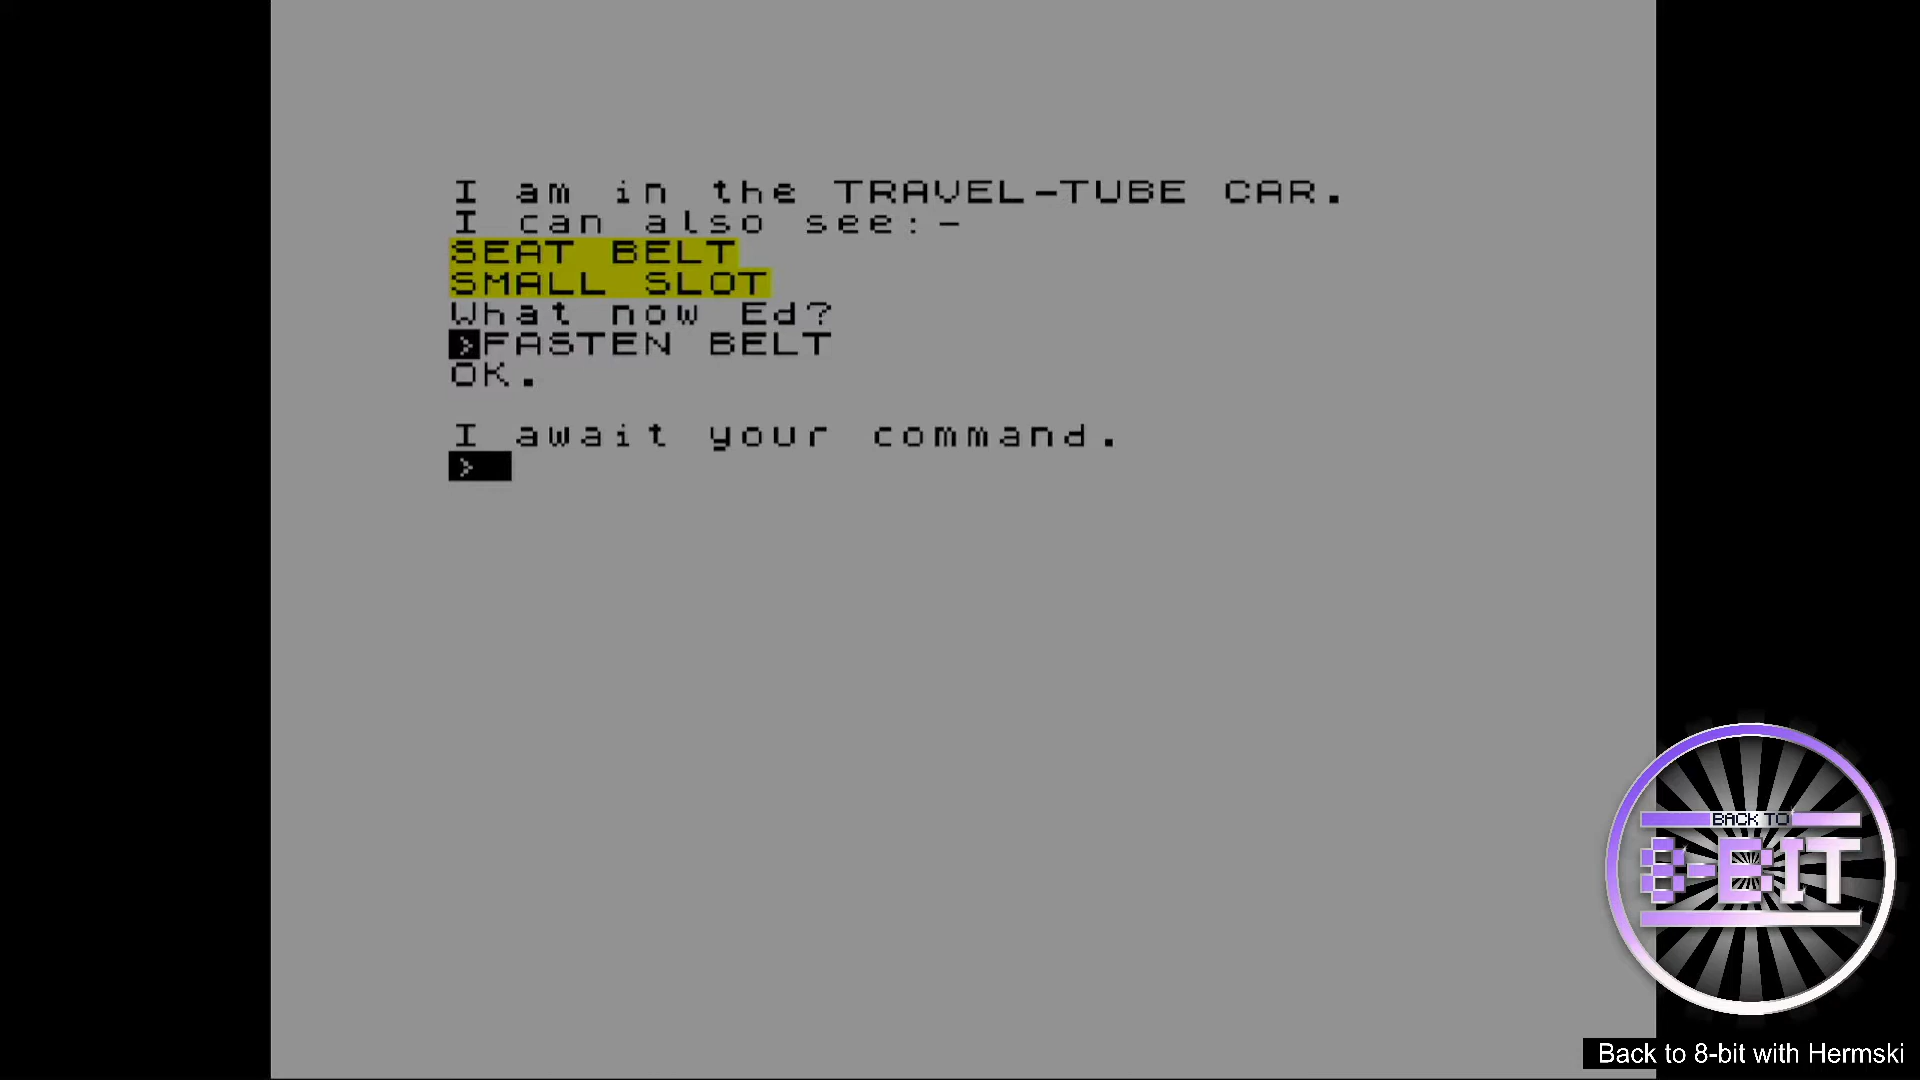 I am in the TRAVEL-TUBE CAR.
I can also see:-
SEAT BELT
SMALL SLOT
What now Ed?
>FASTEN BELT
OK.
I await your command.
>
BACK TO
8-BIT
Back to 8-bit with Hermski